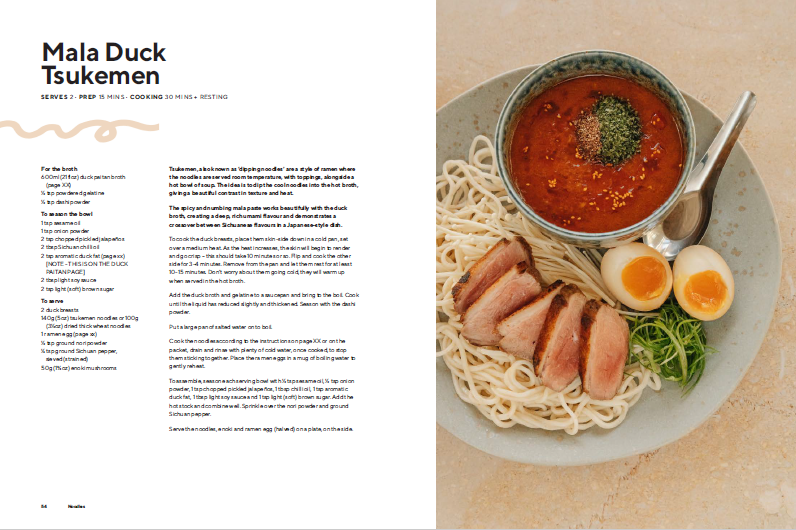 Mala Duck
Tsukemen
SERVES 2 · PREP 15 MINS · COOKING 30 MINS + RESTING
For the broth
600ml (21fl oz) duck paitan broth
(page XX)
½ tsp powdered gelatine
½ tsp dashi powder
To season the bowl
1 tsp sesame oil
1 tsp onion powder
2 tsp chopped pickled jalapeños
2 tbsp Sichuan chilli oil
2 tsp aromatic duck fat (page xx)
[NOTE - THIS IS ON THE DUCK
PAITAN PAGE]
2 tbsp light soy sauce
2 tsp light (soft) brown sugar
To serve
2 duck breasts
140g (5oz) tsukemen noodles or 100g
(3½oz) dried thick wheat noodles
1 ramen egg (page xx)
½ tsp ground nori powder
½ tsp ground Sichuan pepper,
sieved (strained)
50g (1¾oz) enoki mushrooms
Tsukemen, also known as 'dipping noodles' are a style of ramen where
the noodles are served room temperature, with toppings, alongside a
hot bowl of soup. The idea is to dip the cool noodles into the hot broth,
giving a beautiful contrast in texture and heat.
The spicy and numbing mala paste works beautifully with the duck
broth, creating a deep, rich umami flavour and demonstrates a
crossover between Sichuanese flavours in a Japanese-style dish.
To cook the duck breasts, place them skin-side down in a cold pan, set
over a medium heat. As the heat increases, the skin will begin to render
and go crisp – this should take 10 minutes or so. Flip and cook the other
side for 3–4 minutes. Remove from the pan and let them rest for at least
10–15 minutes. Don't worry about them going cold, they will warm up
when served in the hot broth.
Add the duck broth and gelatine to a saucepan and bring to the boil. Cook
until the liquid has reduced slightly and thickened. Season with the dashi
powder.
Put a large pan of salted water on to boil.
Cook the noodles according to the instructions on page XX or on the
packet, drain and rinse with plenty of cold water, once cooked, to stop
them sticking together. Place the ramen eggs in a mug of boiling water to
gently reheat.
To assemble, season each serving bowl with ½ tsp sesame oil, ½ tsp onion
powder, 1 tsp chopped pickled jalapeños, 1 tbsp chilli oil, 1 tsp aromatic
duck fat, 1 tbsp light soy sauce and 1 tsp light (soft) brown sugar. Add the
hot stock and combine well. Sprinkle over the nori powder and ground
Sichuan pepper.
Serve the noodles, enoki and ramen egg (halved) on a plate, on the side.
84 Noodles